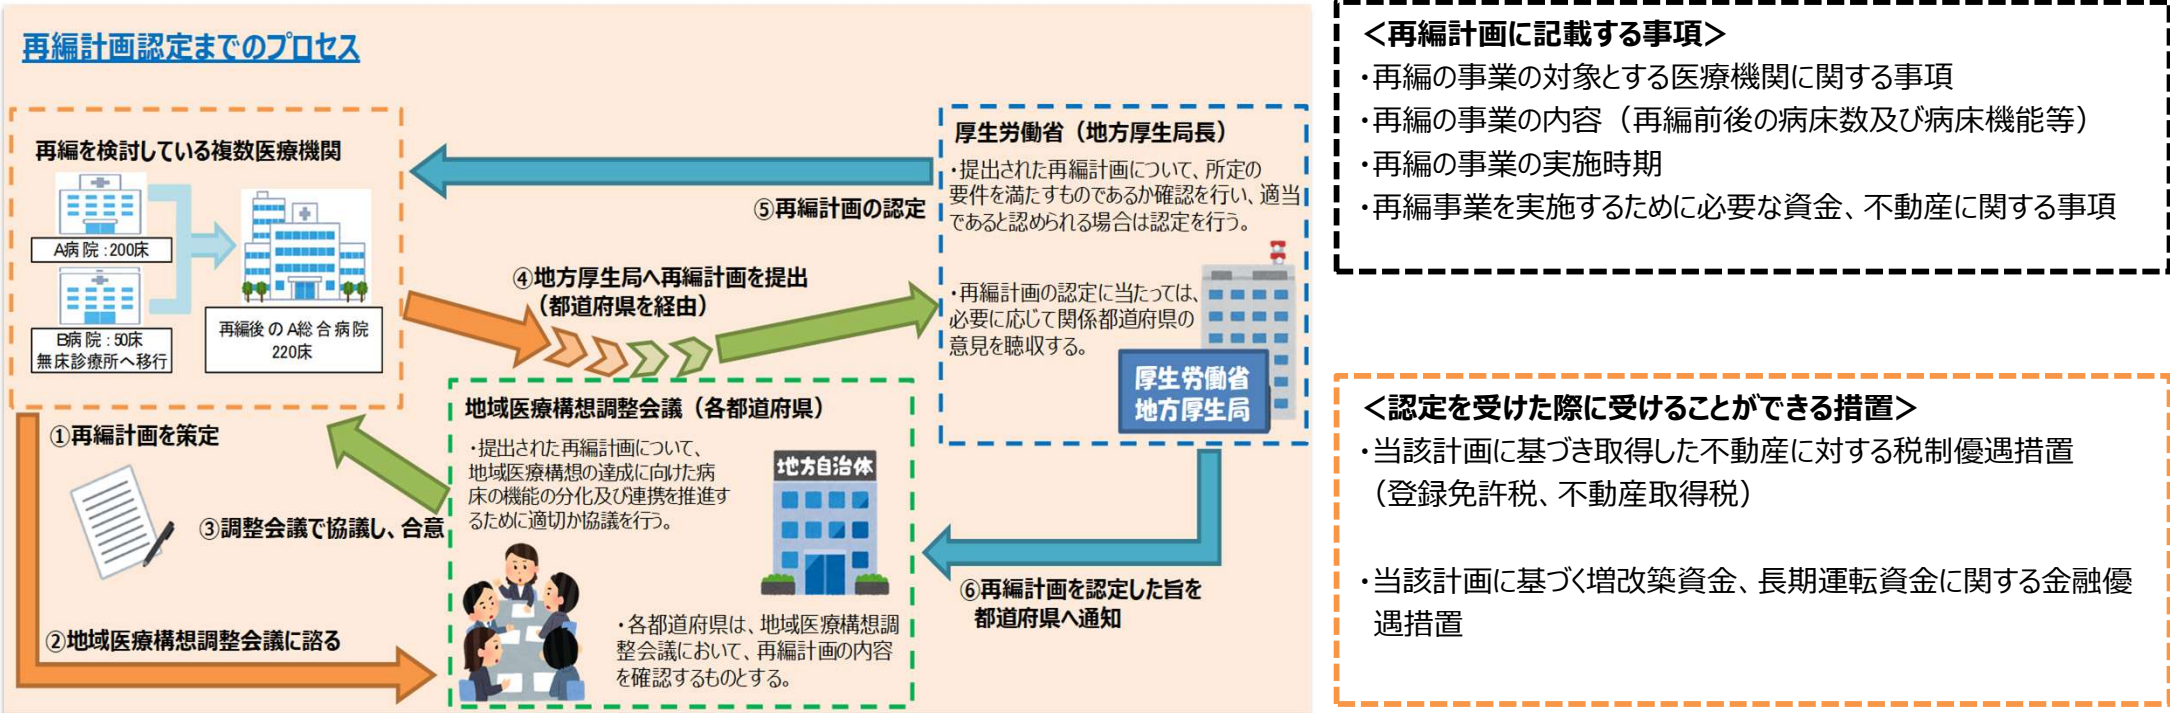 再編計画認定までのプロセス
再編を検討している複数医療機関
A病院:200床
B病院:50床
無床診療所へ移行
再編後のA総合病院
220床
⑤再編計画の認定
④地方厚生局へ再編計画を提出
（都道府県を経由）
厚生労働省（地方厚生局長）
・提出された再編計画について、所定の
要件を満たすものであるか確認を行い、適当
であると認められる場合は認定を行う。
・再編計画の認定に当たっては、
必要に応じて関係都道府県の
意見を聴収する。
厚生労働省
地方厚生局
①再編計画を策定
③調整会議で協議し、合意
②地域医療構想調整会議に諮る
地域医療構想調整会議（各都道府県）
・提出された再編計画について、
地域医療構想の達成に向けた病
床の機能の分化及び連携を推進す
るために適切か協議を行う。
地方自治体
・各都道府県は、地域医療構想調
整会議において、再編計画の内容
を確認するものとする。
⑥再編計画を認定した旨を
都道府県へ通知
＜再編計画に記載する事項＞
・再編の事業の対象とする医療機関に関する事項
・再編の事業の内容（再編前後の病床数及び病床機能等）
・再編の事業の実施時期
・再編事業を実施するために必要な資金、不動産に関する事項
＜認定を受けた際に受けることができる措置＞
・当該計画に基づき取得した不動産に対する税制優遇措置
（登録免許税、不動産取得税）
・当該計画に基づく増改築資金、長期運転資金に関する金融優
遇措置